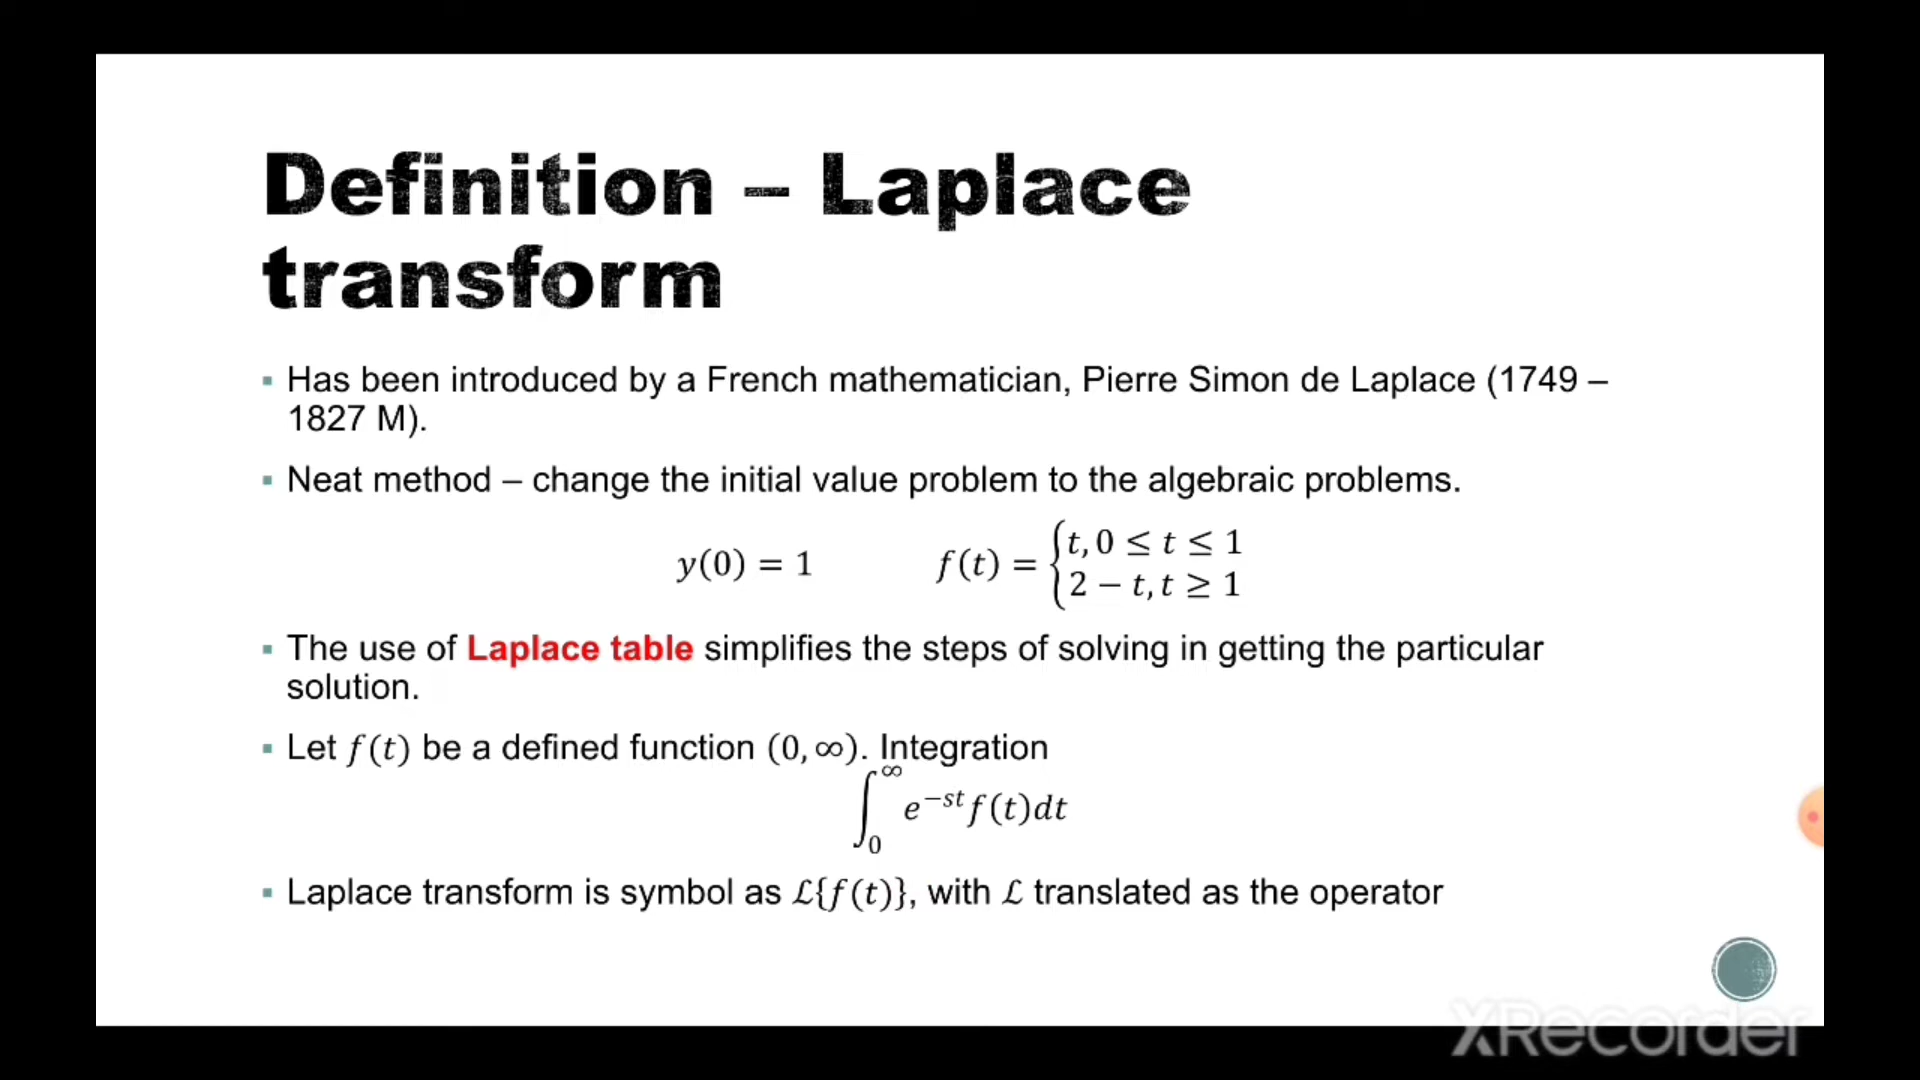 Definition – Laplace
transform
▪ Has been introduced by a French mathematician, Pierre Simon de Laplace (1749 –
1827 M).
▪ Neat method – change the initial value problem to the algebraic problems.
y(0) = 1 f(t) = {t, 0 ≤ t ≤ 1
2 − t, t ≥ 1
▪ The use of Laplace table simplifies the steps of solving in getting the particular
solution.
▪ Let f(t) be a defined function (0, ∞). Integration
∫₀^∞ e^{−st} f(t)dt
▪ Laplace transform is symbol as ℒ{f(t)}, with ℒ translated as the operator
XRecorder